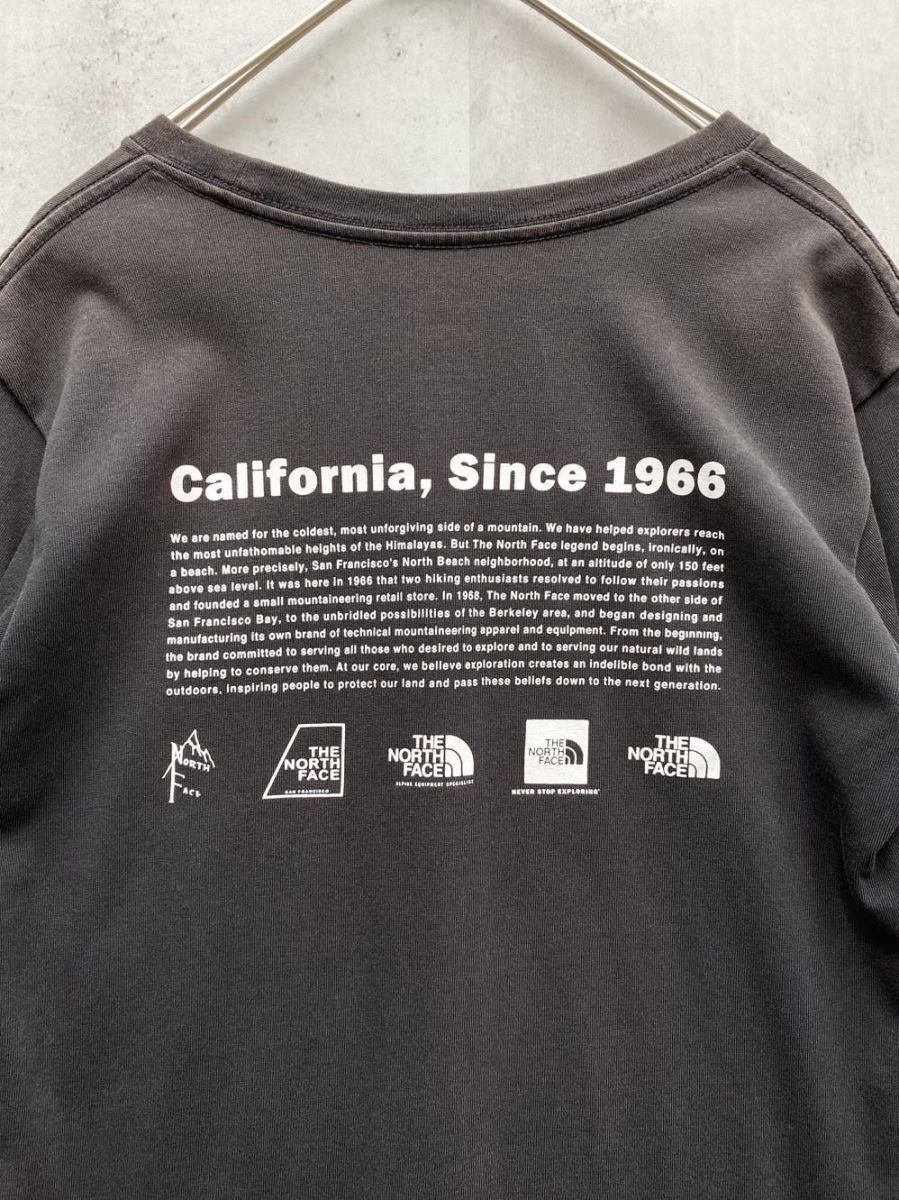 California, Since 1966
We are named for the coldest, most unforgiving side of a mountain. We have helped explorers reach
the most unfathomable heights of the Himalayas. But The North Face legend begins, ironically, on
a beach. More precisely, San Francisco's North Beach neighborhood, at an altitude of only 150 feet
above sea level. It was here in 1966 that two hiking enthusiasts resolved to follow their passions
and founded a small mountaineering retail store. In 1968, The North Face moved to the other side of
San Francisco Bay, to the unbridled possibilities of the Berkeley area, and began designing and
manufacturing its own brand of technical mountaineering apparel and equipment. From the beginning,
the brand committed to serving all those who desired to explore and to serving our natural wild lands
by helping to conserve them. At our core, we believe exploration creates an indelible bond with the
outdoors, inspiring people to protect our land and pass these beliefs down to the next generation.
North
Face
THE
NORTH
FACE
SAN FRANCISCO
THE
NORTH
FACE
ALPINE EQUIPMENT SPECIALIST
THE
NORTH
FACE
NEVER STOP EXPLORING
THE
NORTH
FACE